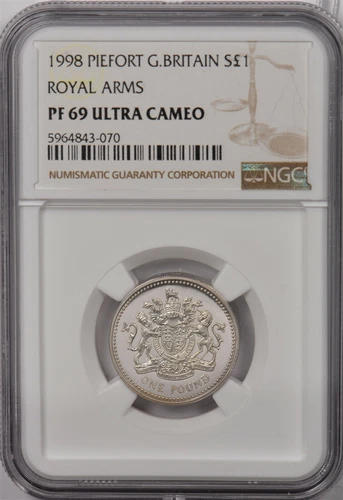 1998 PIEFORT G.BRITAIN S£1
ROYAL ARMS
PF 69 ULTRA CAMEO
5964843-070
NUMISMATIC GUARANTY CORPORATION
NGC
ONE POUND